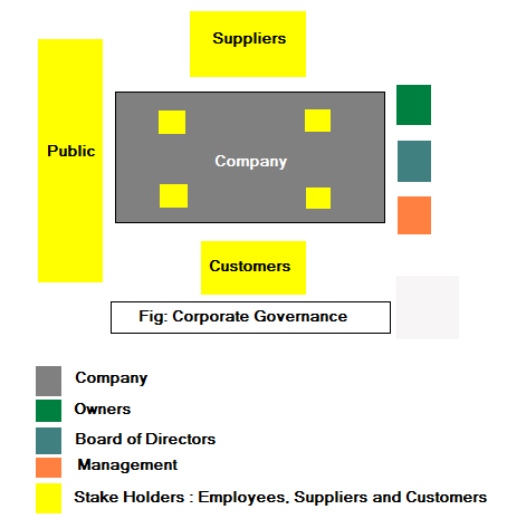 Suppliers
Public
Company
Customers
Fig: Corporate Governance
Company
Owners
Board of Directors
Management
Stake Holders : Employees, Suppliers and Customers